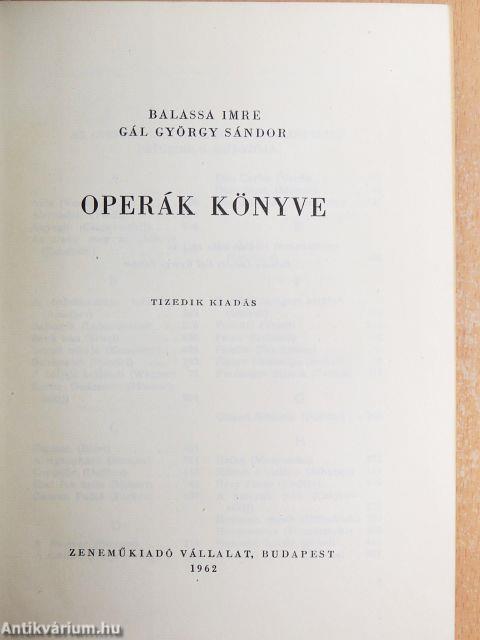 BALASSA IMRE
GÁL GYÖRGY SÁNDOR
OPERÁK KÖNYVE
TIZEDIK KIADÁS
ZENEMŰKIADÓ VÁLLALAT, BUDAPEST
1962
Antikvárium.hu